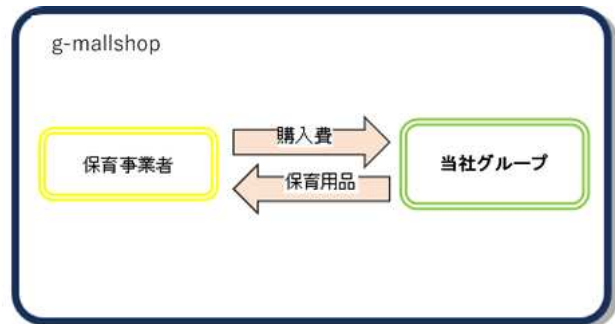 g-mallshop
購入費
保育事業者
当社グループ
保育用品